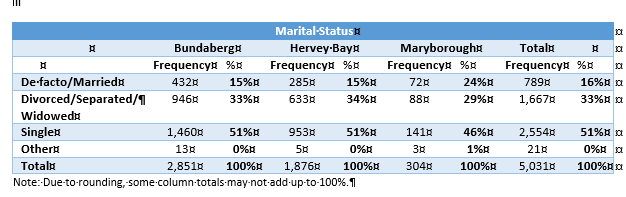 Marital Status
Bundaberg Hervey Bay Maryborough Total
Frequency % Frequency % Frequency % Frequency %
De facto/Married 432 15% 285 15% 72 24% 789 16%
Divorced/Separated/ 946 33% 633 34% 88 29% 1,667 33%
Widowed
Single 1,460 51% 953 51% 141 46% 2,554 51%
Other 13 0% 5 0% 3 1% 21 0%
Total 2,851 100% 1,876 100% 304 100% 5,031 100%
Note: Due to rounding, some column totals may not add up to 100%.